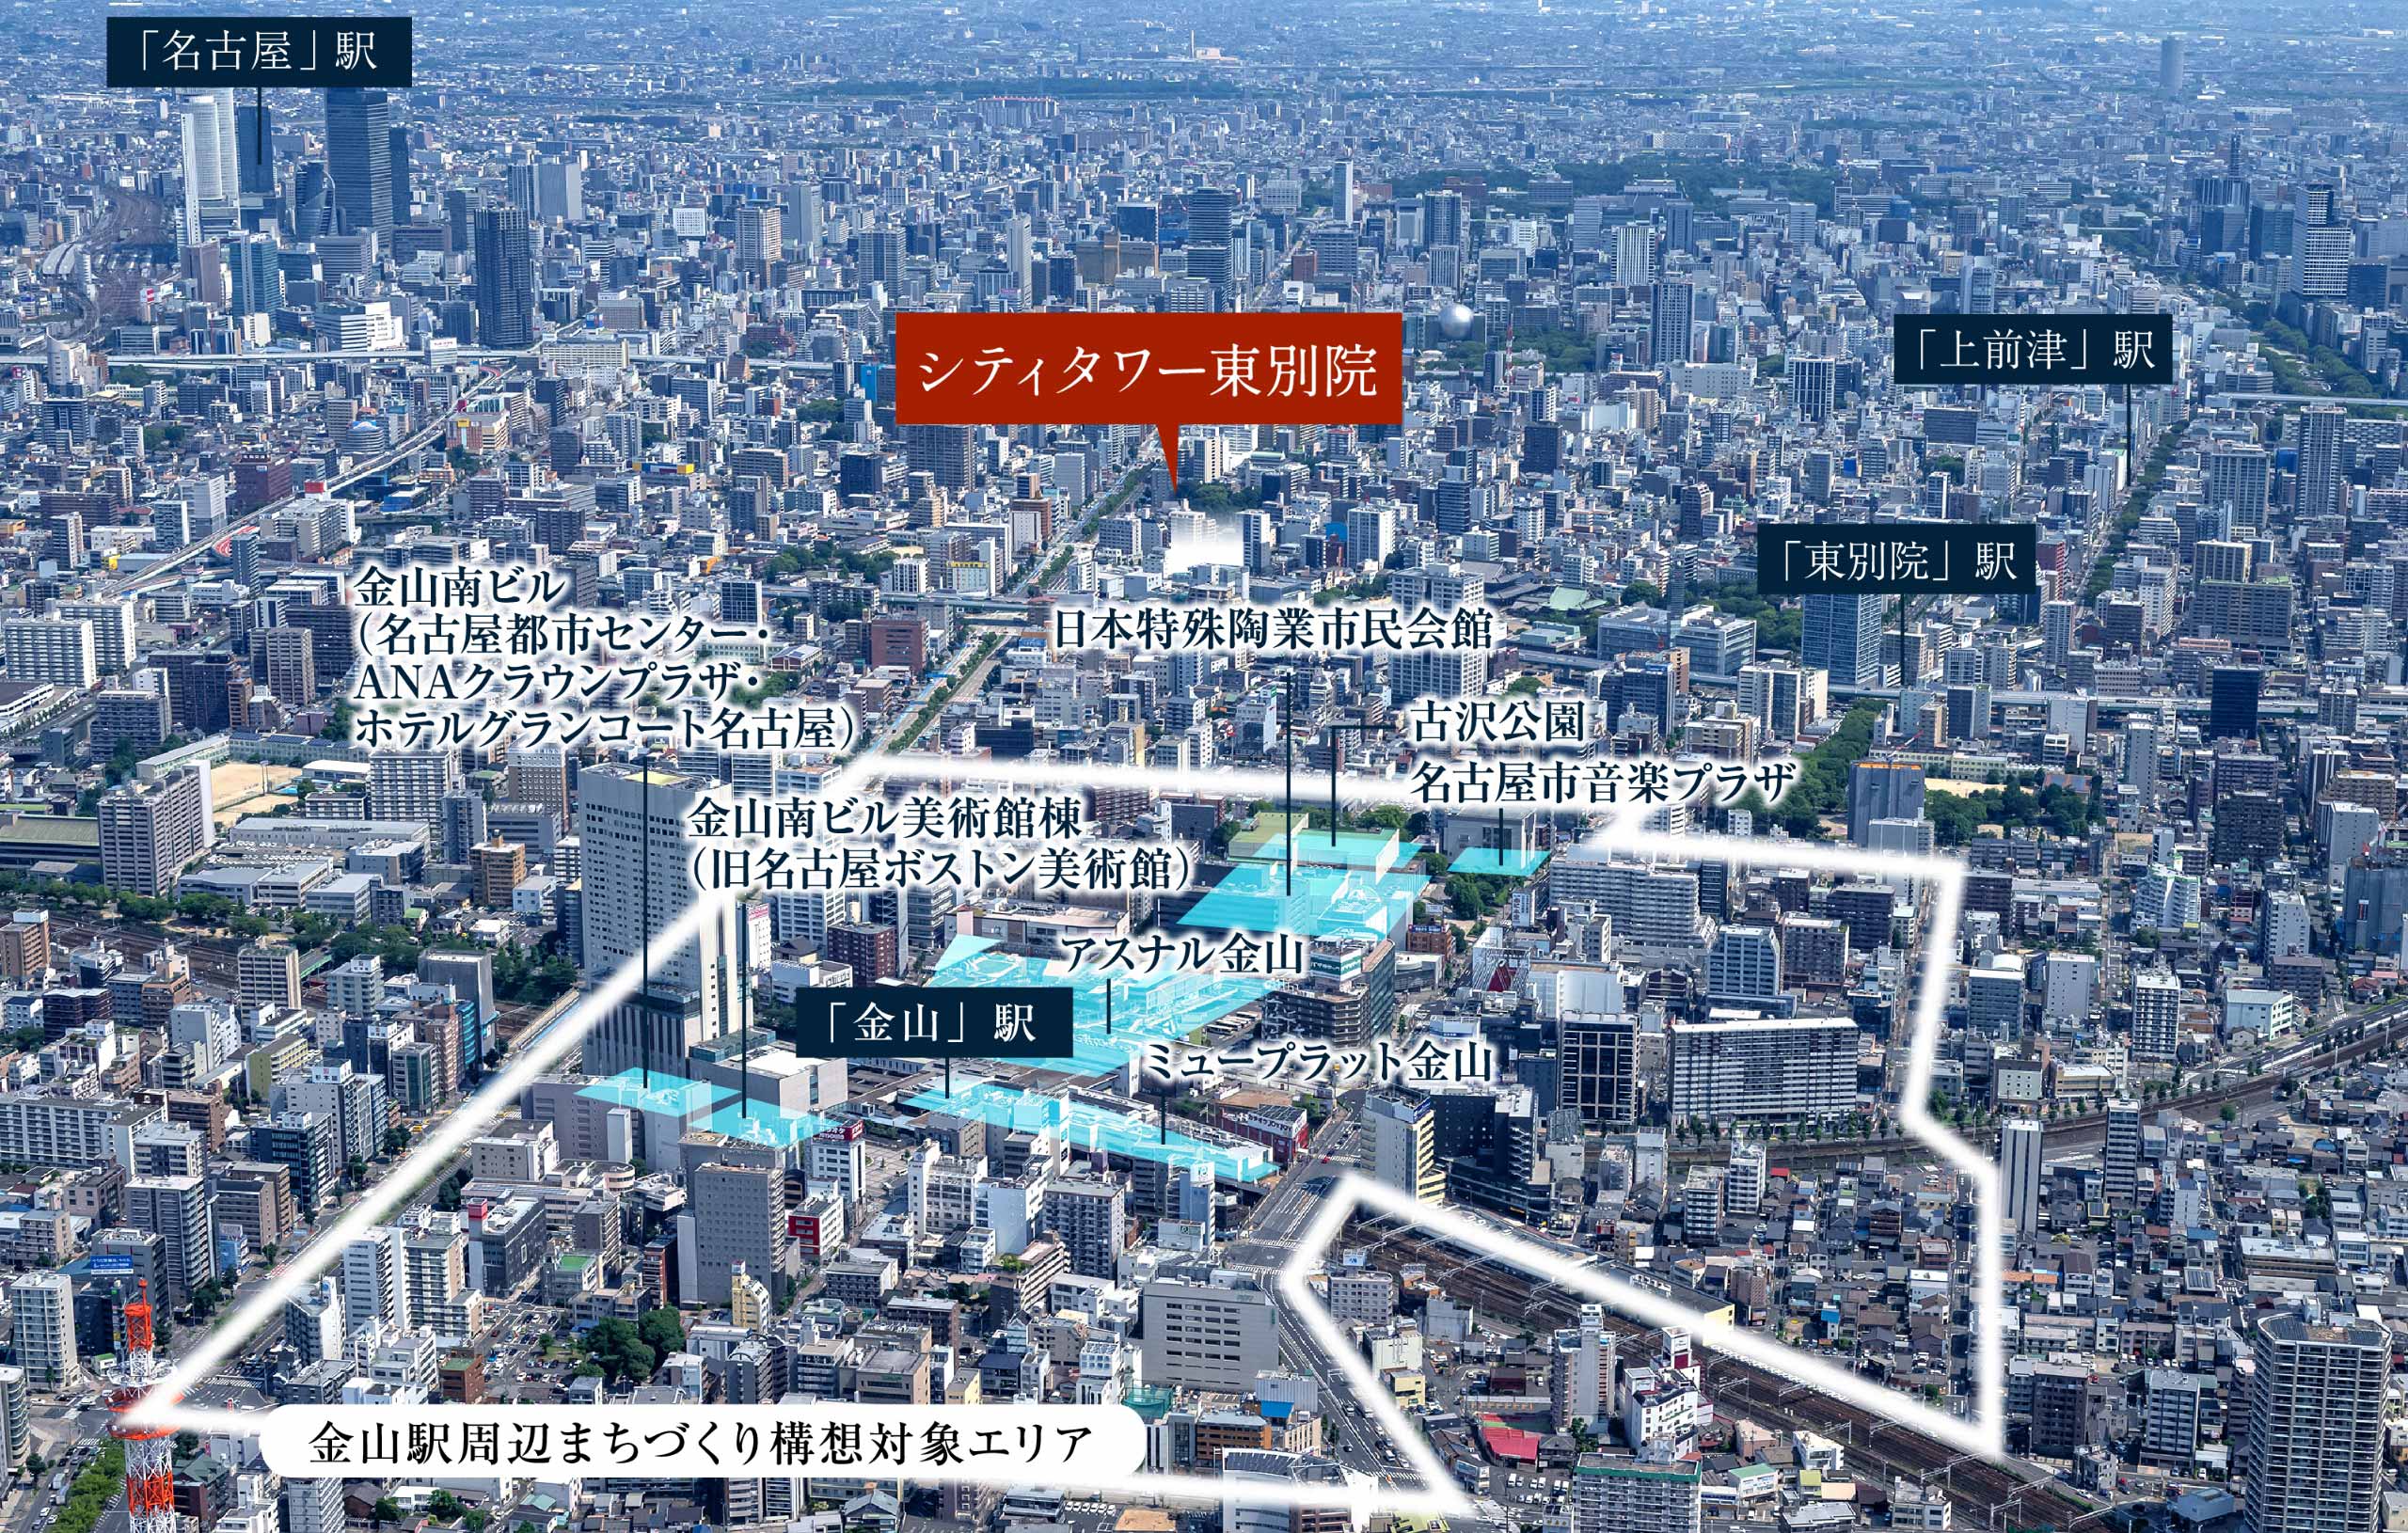 「名古屋」駅
シティタワー東別院
「上前津」駅
「東別院」駅
金山南ビル
（名古屋都市センター・
ANAクラウンプラザ・
ホテルグランコート名古屋）
日本特殊陶業市民会館
古沢公園
名古屋市音楽プラザ
金山南ビル美術館棟
（旧名古屋ボストン美術館）
アスナル金山
「金山」駅
ミュープラット金山
金山駅周辺まちづくり構想対象エリア